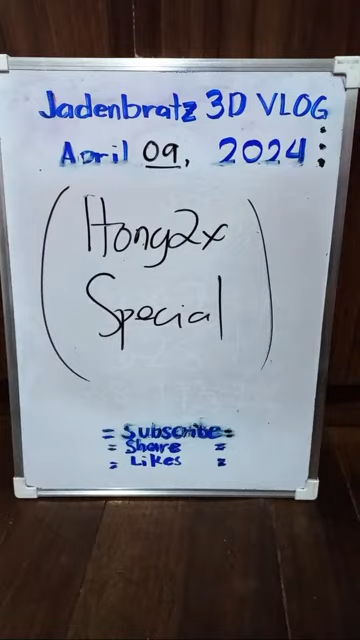 Jadenbratz 3D VLOG
April 09, 2024:
(Hong2x
Special)
= Subscribe =
= Share =
= Likes =